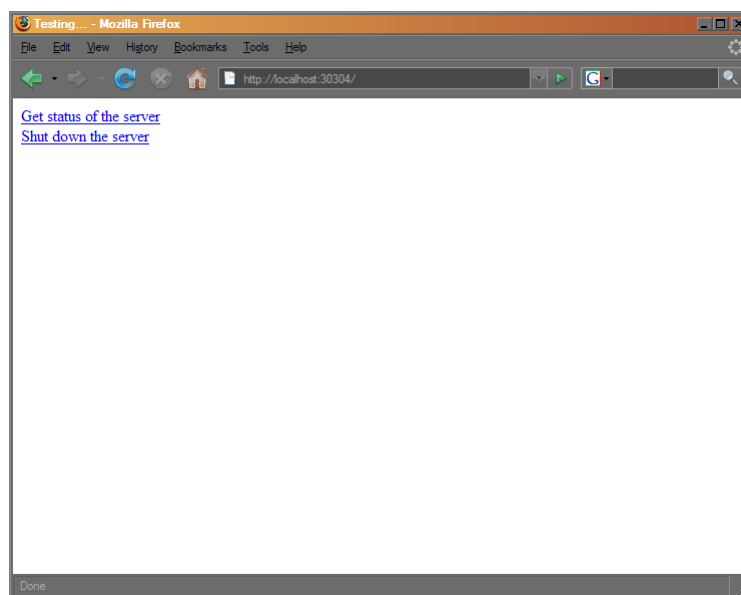 Testing... - Mozilla Firefox
File Edit View History Bookmarks Tools Help
http://localhost:30304/ G
Get status of the server
Shut down the server
Done